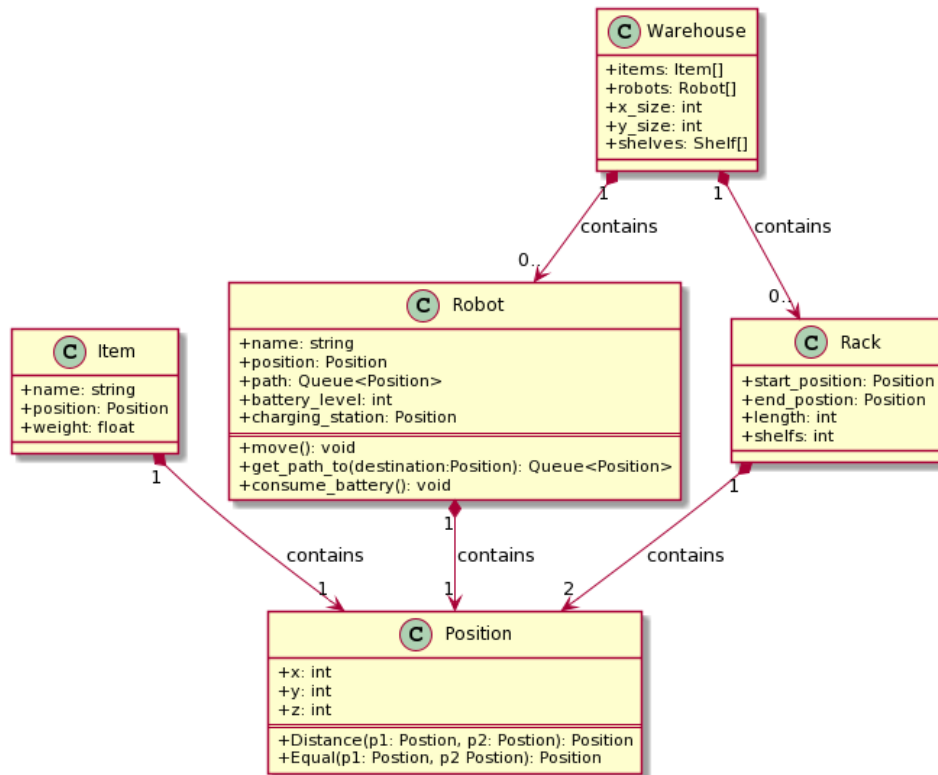 C Warehouse
+items: Item[]
+robots: Robot[]
+x_size: int
+y_size: int
+shelves: Shelf[]
1
1
contains
contains
0..
0..
C Robot
+name: string
+position: Position
+path: Queue<Position>
+battery_level: int
+charging_station: Position
+move(): void
+get_path_to(destination:Position): Queue<Position>
+consume_battery(): void
C Item
+name: string
+position: Position
+weight: float
C Rack
+start_position: Position
+end_postion: Position
+length: int
+shelfs: int
1
1
1
contains
contains
contains
1
1
2
C Position
+x: int
+y: int
+z: int
+Distance(p1: Postion, p2: Postion): Position
+Equal(p1: Postion, p2 Postion): Position